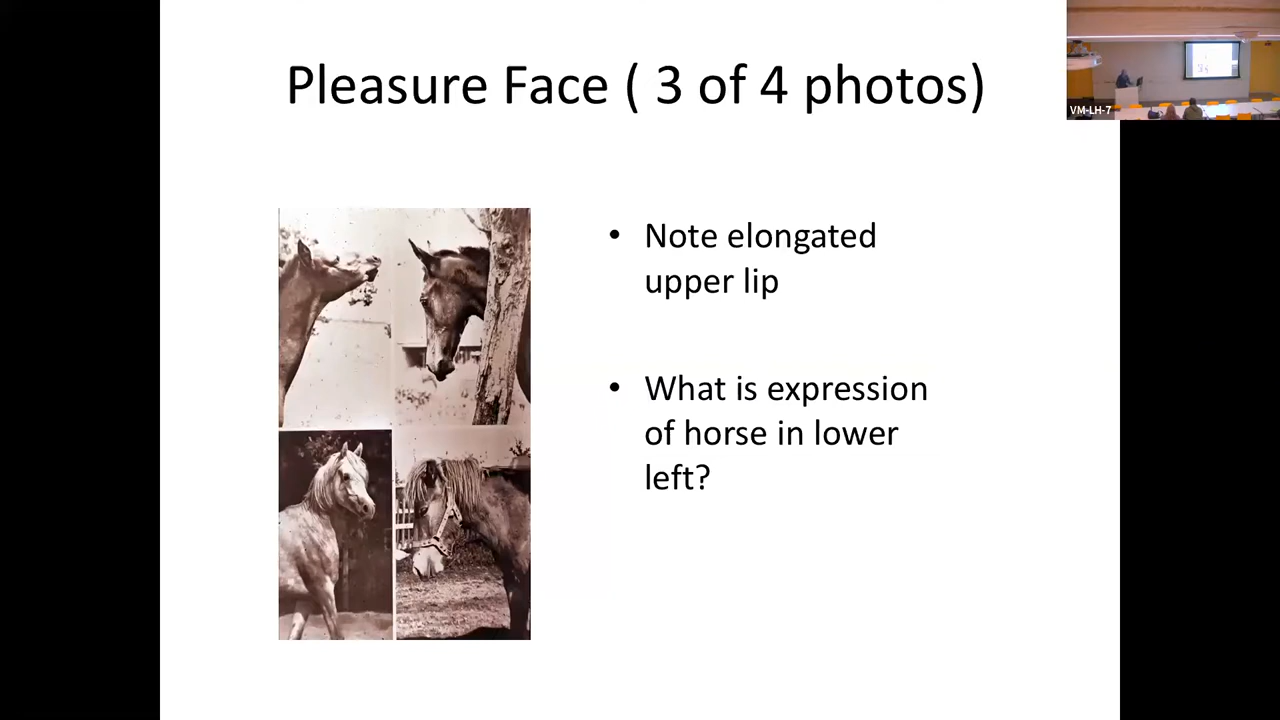 Pleasure Face ( 3 of 4 photos)
VM-LH-7
• Note elongated
upper lip
• What is expression
of horse in lower
left?